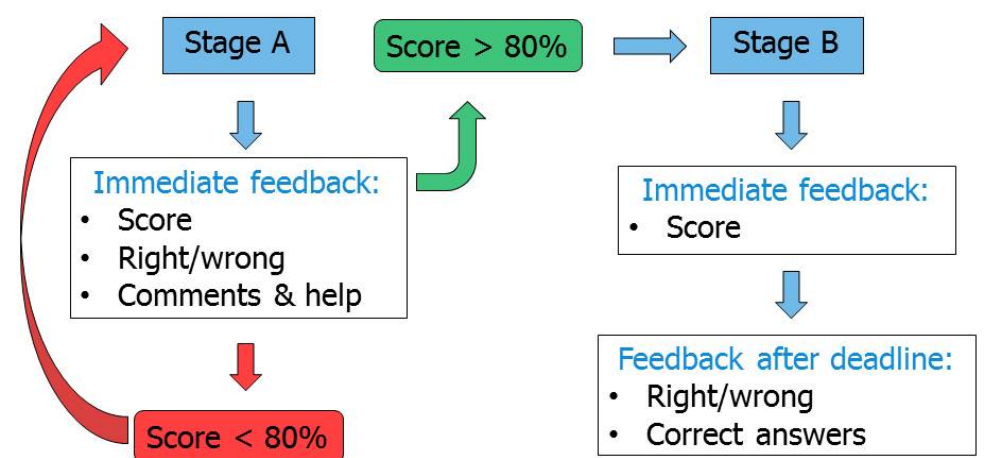 Stage A
Score > 80%
Stage B
Immediate feedback:
• Score
• Right/wrong
• Comments & help
Score < 80%
Immediate feedback:
• Score
Feedback after deadline:
• Right/wrong
• Correct answers